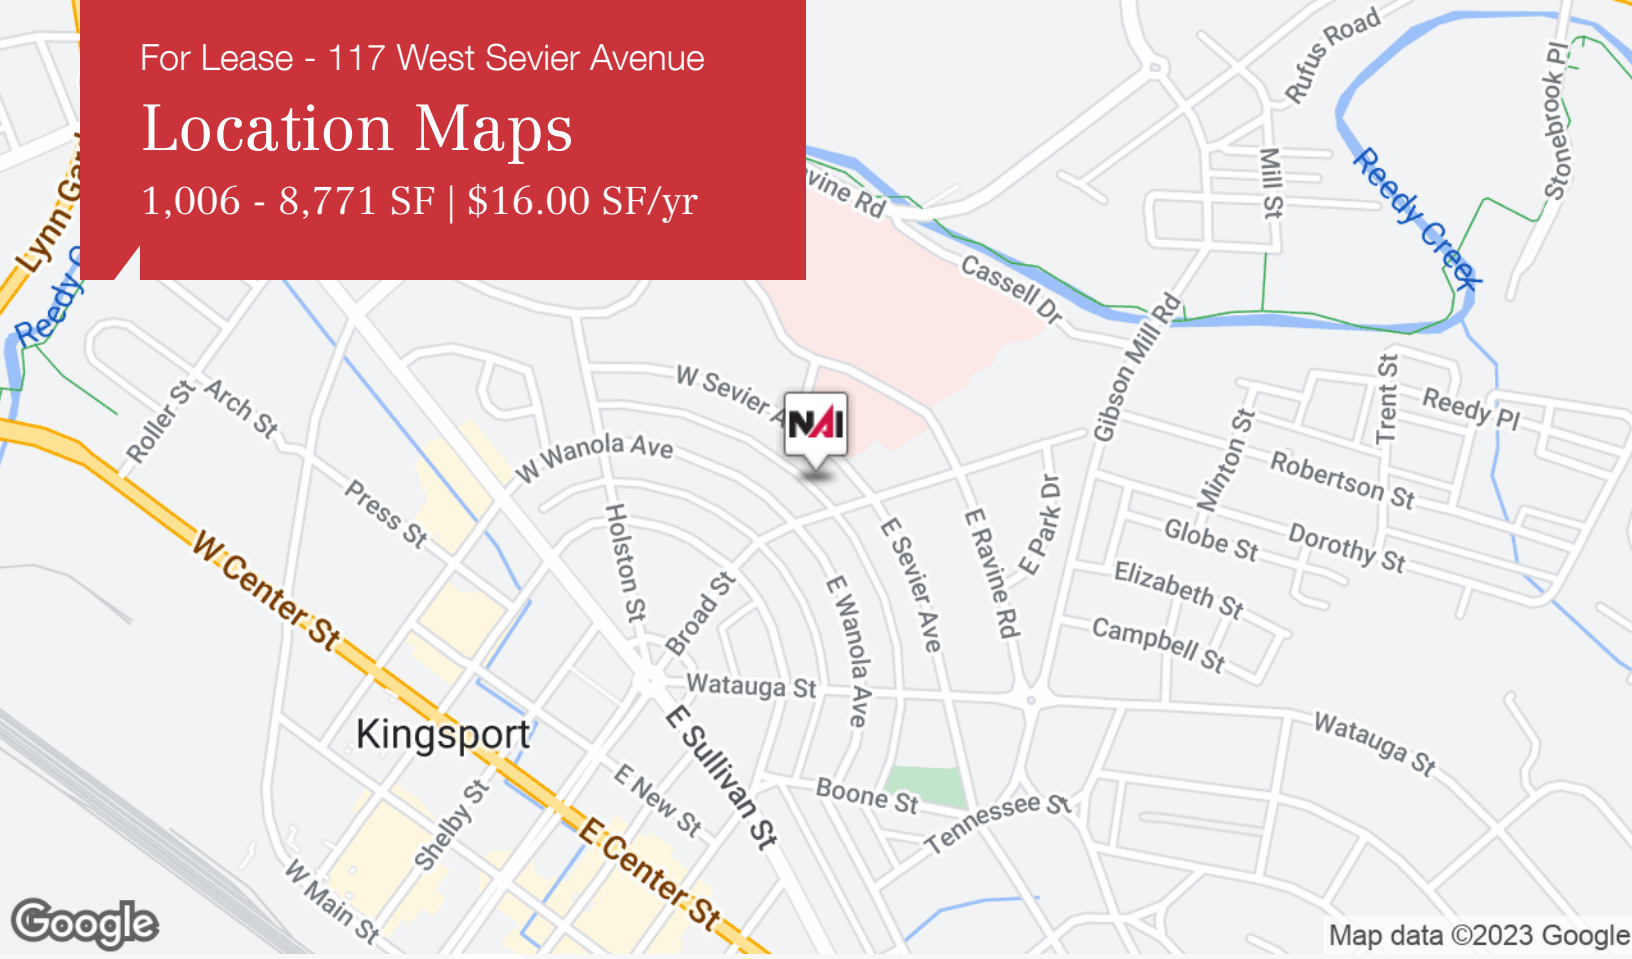 For Lease - 117 West Sevier Avenue
Location Maps
1,006 - 8,771 SF | $16.00 SF/yr
Rufus Road
Stonebrook Pl
Mill St
Reedy Creek
Rd
Lynn
Reedy
Cassell Dr
Gibson Mill Rd
W Sevier
NAI
Trent St
Reedy Pl
Roller St
Arch St
W Wanola Ave
Minton St
Robertson St
Press St
Holston St
E Park Dr
E Sevier Ave
E Ravine Rd
Globe St
Dorothy St
W Center St
Broad St
E Wanola Ave
Elizabeth St
Campbell St
Watauga St
Kingsport
E Sullivan St
Watauga St
E New St
Boone St
Shelby St
Tennessee St
E Center St
W Main St
Google
Map data ©2023 Google